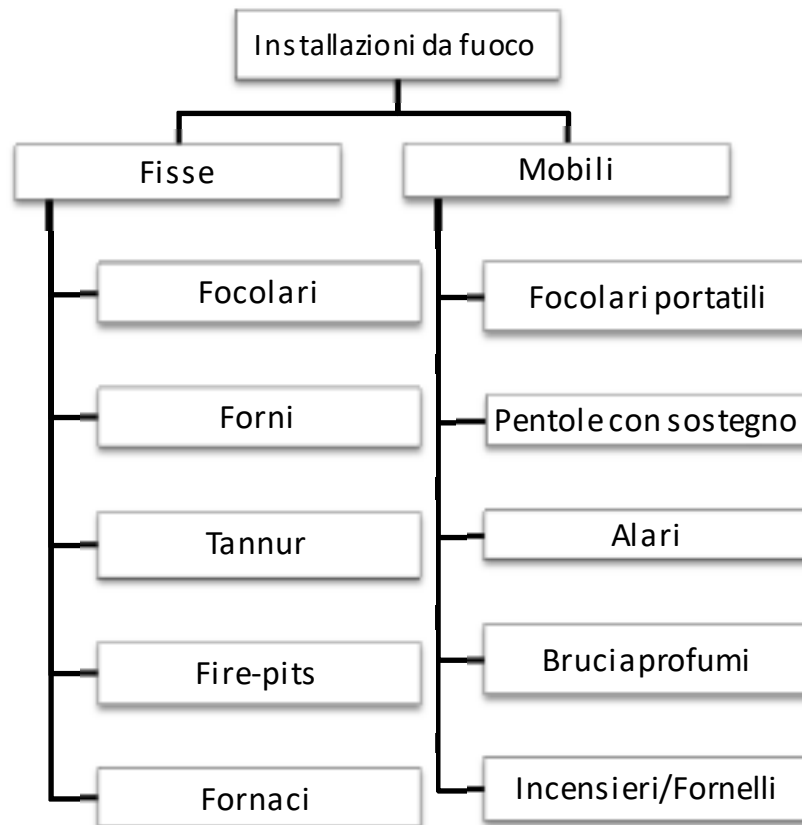 Installazioni da fuoco
Fisse
Focolari
Forni
Tannur
Fire-pits
Fornaci
Mobili
Focolari portatili
Pentole con sostegno
Alari
Bruciaprofumi
Incensieri/Fornelli